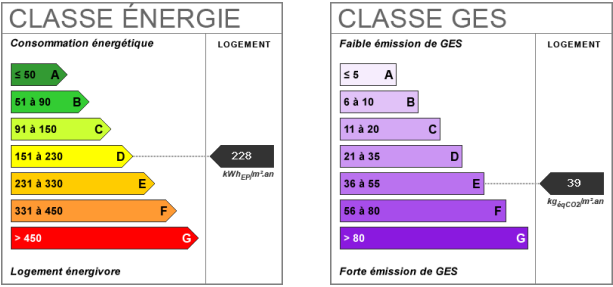 CLASSE ÉNERGIE
Consommation énergétique
LOGEMENT
≤ 50 A
51 à 90 B
91 à 150 C
151 à 230 D
228
kWhEP/m².an
231 à 330 E
331 à 450 F
> 450 G
Logement énergivore
CLASSE GES
Faible émission de GES
LOGEMENT
≤ 5 A
6 à 10 B
11 à 20 C
21 à 35 D
36 à 55 E
39
kgéqCO2/m².an
56 à 80 F
> 80 G
Forte émission de GES